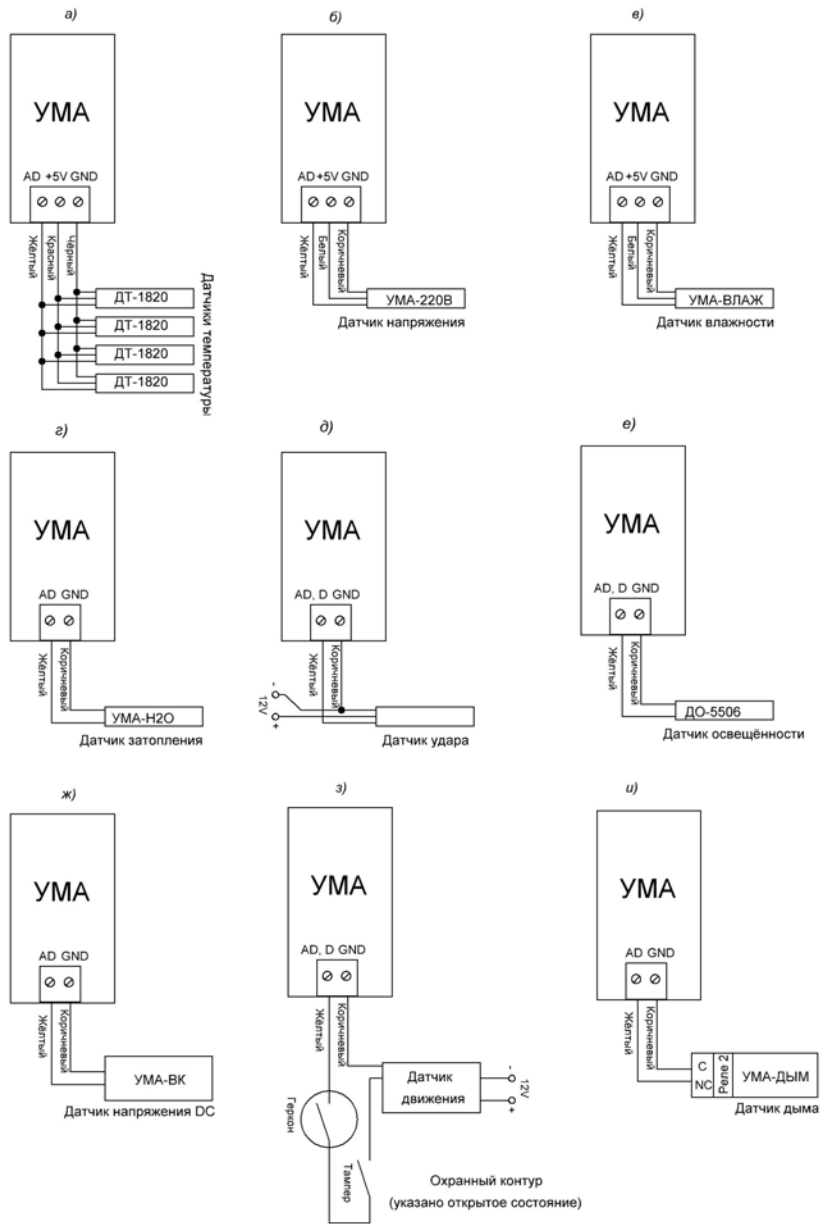 а)
УМА
AD +5V GND
Жёлтый
Красный
Черный
ДТ-1820
ДТ-1820
ДТ-1820
ДТ-1820
Датчики температуры
б)
УМА
AD +5V GND
Жёлтый
Белый
Коричневый
УМА-220В
Датчик напряжения
в)
УМА
AD +5V GND
Жёлтый
Белый
Коричневый
УМА-ВЛАЖ
Датчик влажности
г)
УМА
AD GND
Жёлтый
Коричневый
УМА-H2O
Датчик затопления
д)
УМА
AD, D GND
Жёлтый
Коричневый
-
12V
+
Датчик удара
е)
УМА
AD, D GND
Жёлтый
Коричневый
ДО-5506
Датчик освещённости
ж)
УМА
AD GND
Жёлтый
Коричневый
УМА-ВК
Датчик напряжения DC
з)
УМА
AD, D GND
Жёлтый
Коричневый
Датчик
движения
-
12V
+
Геркон
Тампер
Охранный контур
(указано открытое состояние)
и)
УМА
AD GND
Жёлтый
Коричневый
C
NC
Реле 2
УМА-ДЫМ
Датчик дыма